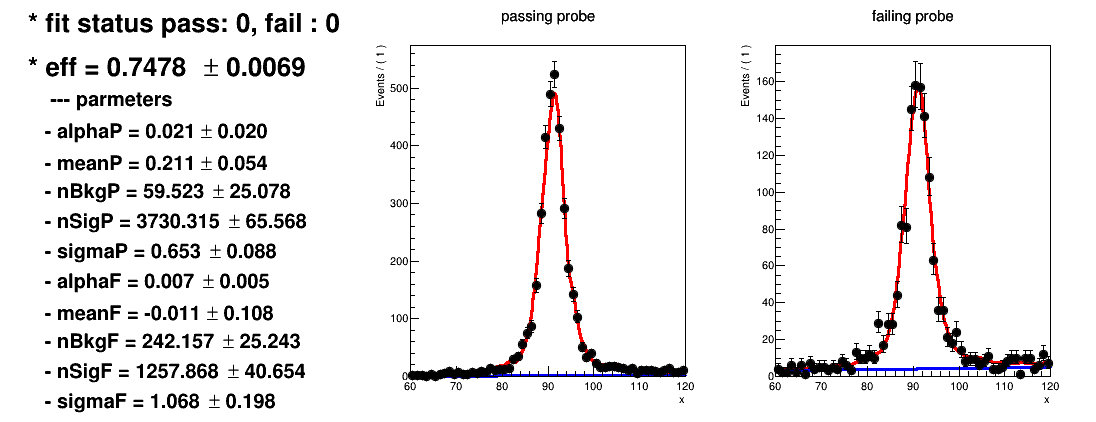 * fit status pass: 0, fail : 0
* eff = 0.7478 ± 0.0069
--- parmeters
- alphaP = 0.021 ± 0.020
- meanP = 0.211 ± 0.054
- nBkgP = 59.523 ± 25.078
- nSigP = 3730.315 ± 65.568
- sigmaP = 0.653 ± 0.088
- alphaF = 0.007 ± 0.005
- meanF = -0.011 ± 0.108
- nBkgF = 242.157 ± 25.243
- nSigF = 1257.868 ± 40.654
- sigmaF = 1.068 ± 0.198
passing probe
Events / ( 1 )
500
400
300
200
100
0
60 70 80 90 100 110 120
x
failing probe
Events / ( 1 )
160
140
120
100
80
60
40
20
0
60 70 80 90 100 110 120
x